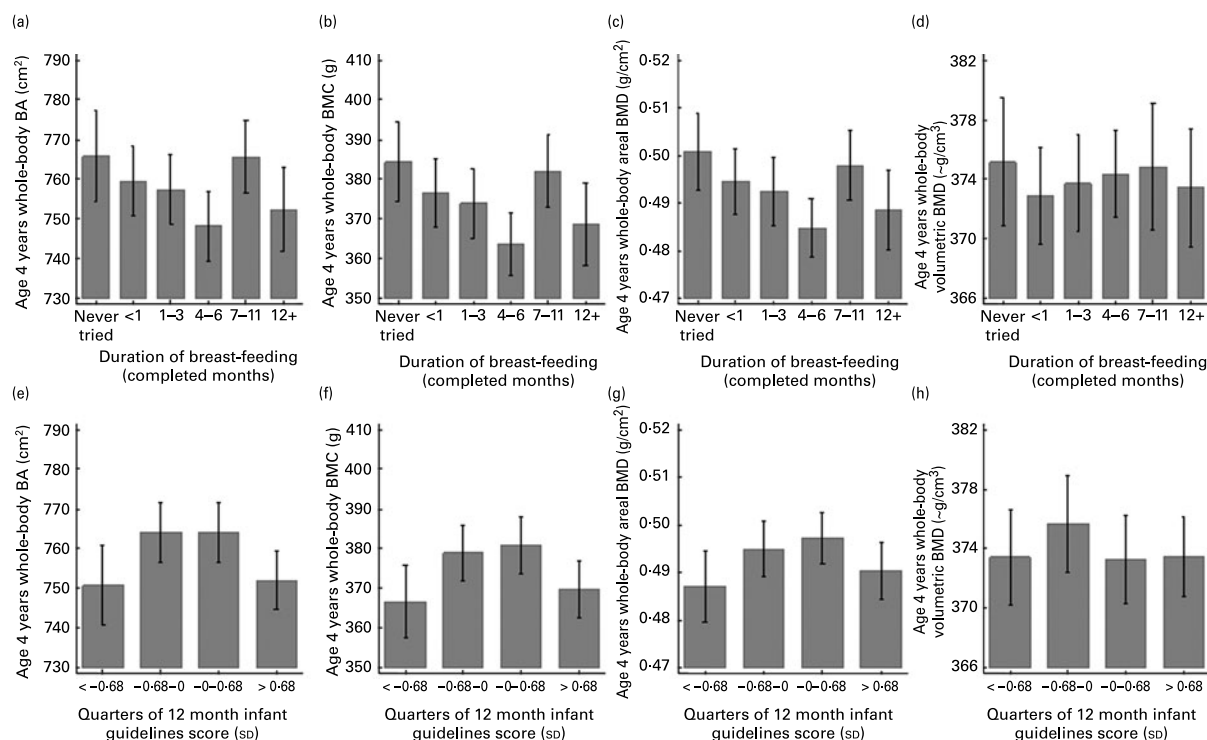 (a)
Age 4 years whole-body BA (cm²)
790
780
770
760
750
740
730
Never tried
<1
1–3
4–6
7–11
12+
Duration of breast-feeding
(completed months)
(b)
Age 4 years whole-body BMC (g)
410
400
390
380
370
360
350
Never tried
<1
1–3
4–6
7–11
12+
Duration of breast-feeding
(completed months)
(c)
Age 4 years whole-body areal BMD (g/cm²)
0·52
0·51
0·50
0·49
0·48
0·47
Never tried
<1
1–3
4–6
7–11
12+
Duration of breast-feeding
(completed months)
(d)
Age 4 years whole-body
volumetric BMD (~g/cm3)
382
378
374
370
366
Never tried
<1
1–3
4–6
7–11
12+
Duration of breast-feeding
(completed months)
(e)
Age 4 years whole-body BA (cm²)
790
780
770
760
750
740
730
< –0·68
–0·68–0
–0–0·68
> 0·68
Quarters of 12 month infant
guidelines score (SD)
(f)
Age 4 years whole-body BMC (g)
410
400
390
380
370
360
350
< –0·68
–0·68–0
–0–0·68
> 0·68
Quarters of 12 month infant
guidelines score (SD)
(g)
Age 4 years whole-body areal BMD (g/cm²)
0·52
0·51
0·50
0·49
0·48
0·47
< –0·68
–0·68–0
–0–0·68
> 0·68
Quarters of 12 month infant
guidelines score (SD)
(h)
Age 4 years whole-body
volumetric BMD (~g/cm3)
382
378
374
370
366
< –0·68
–0·68–0
–0–0·68
> 0·68
Quarters of 12 month infant
guidelines score (SD)